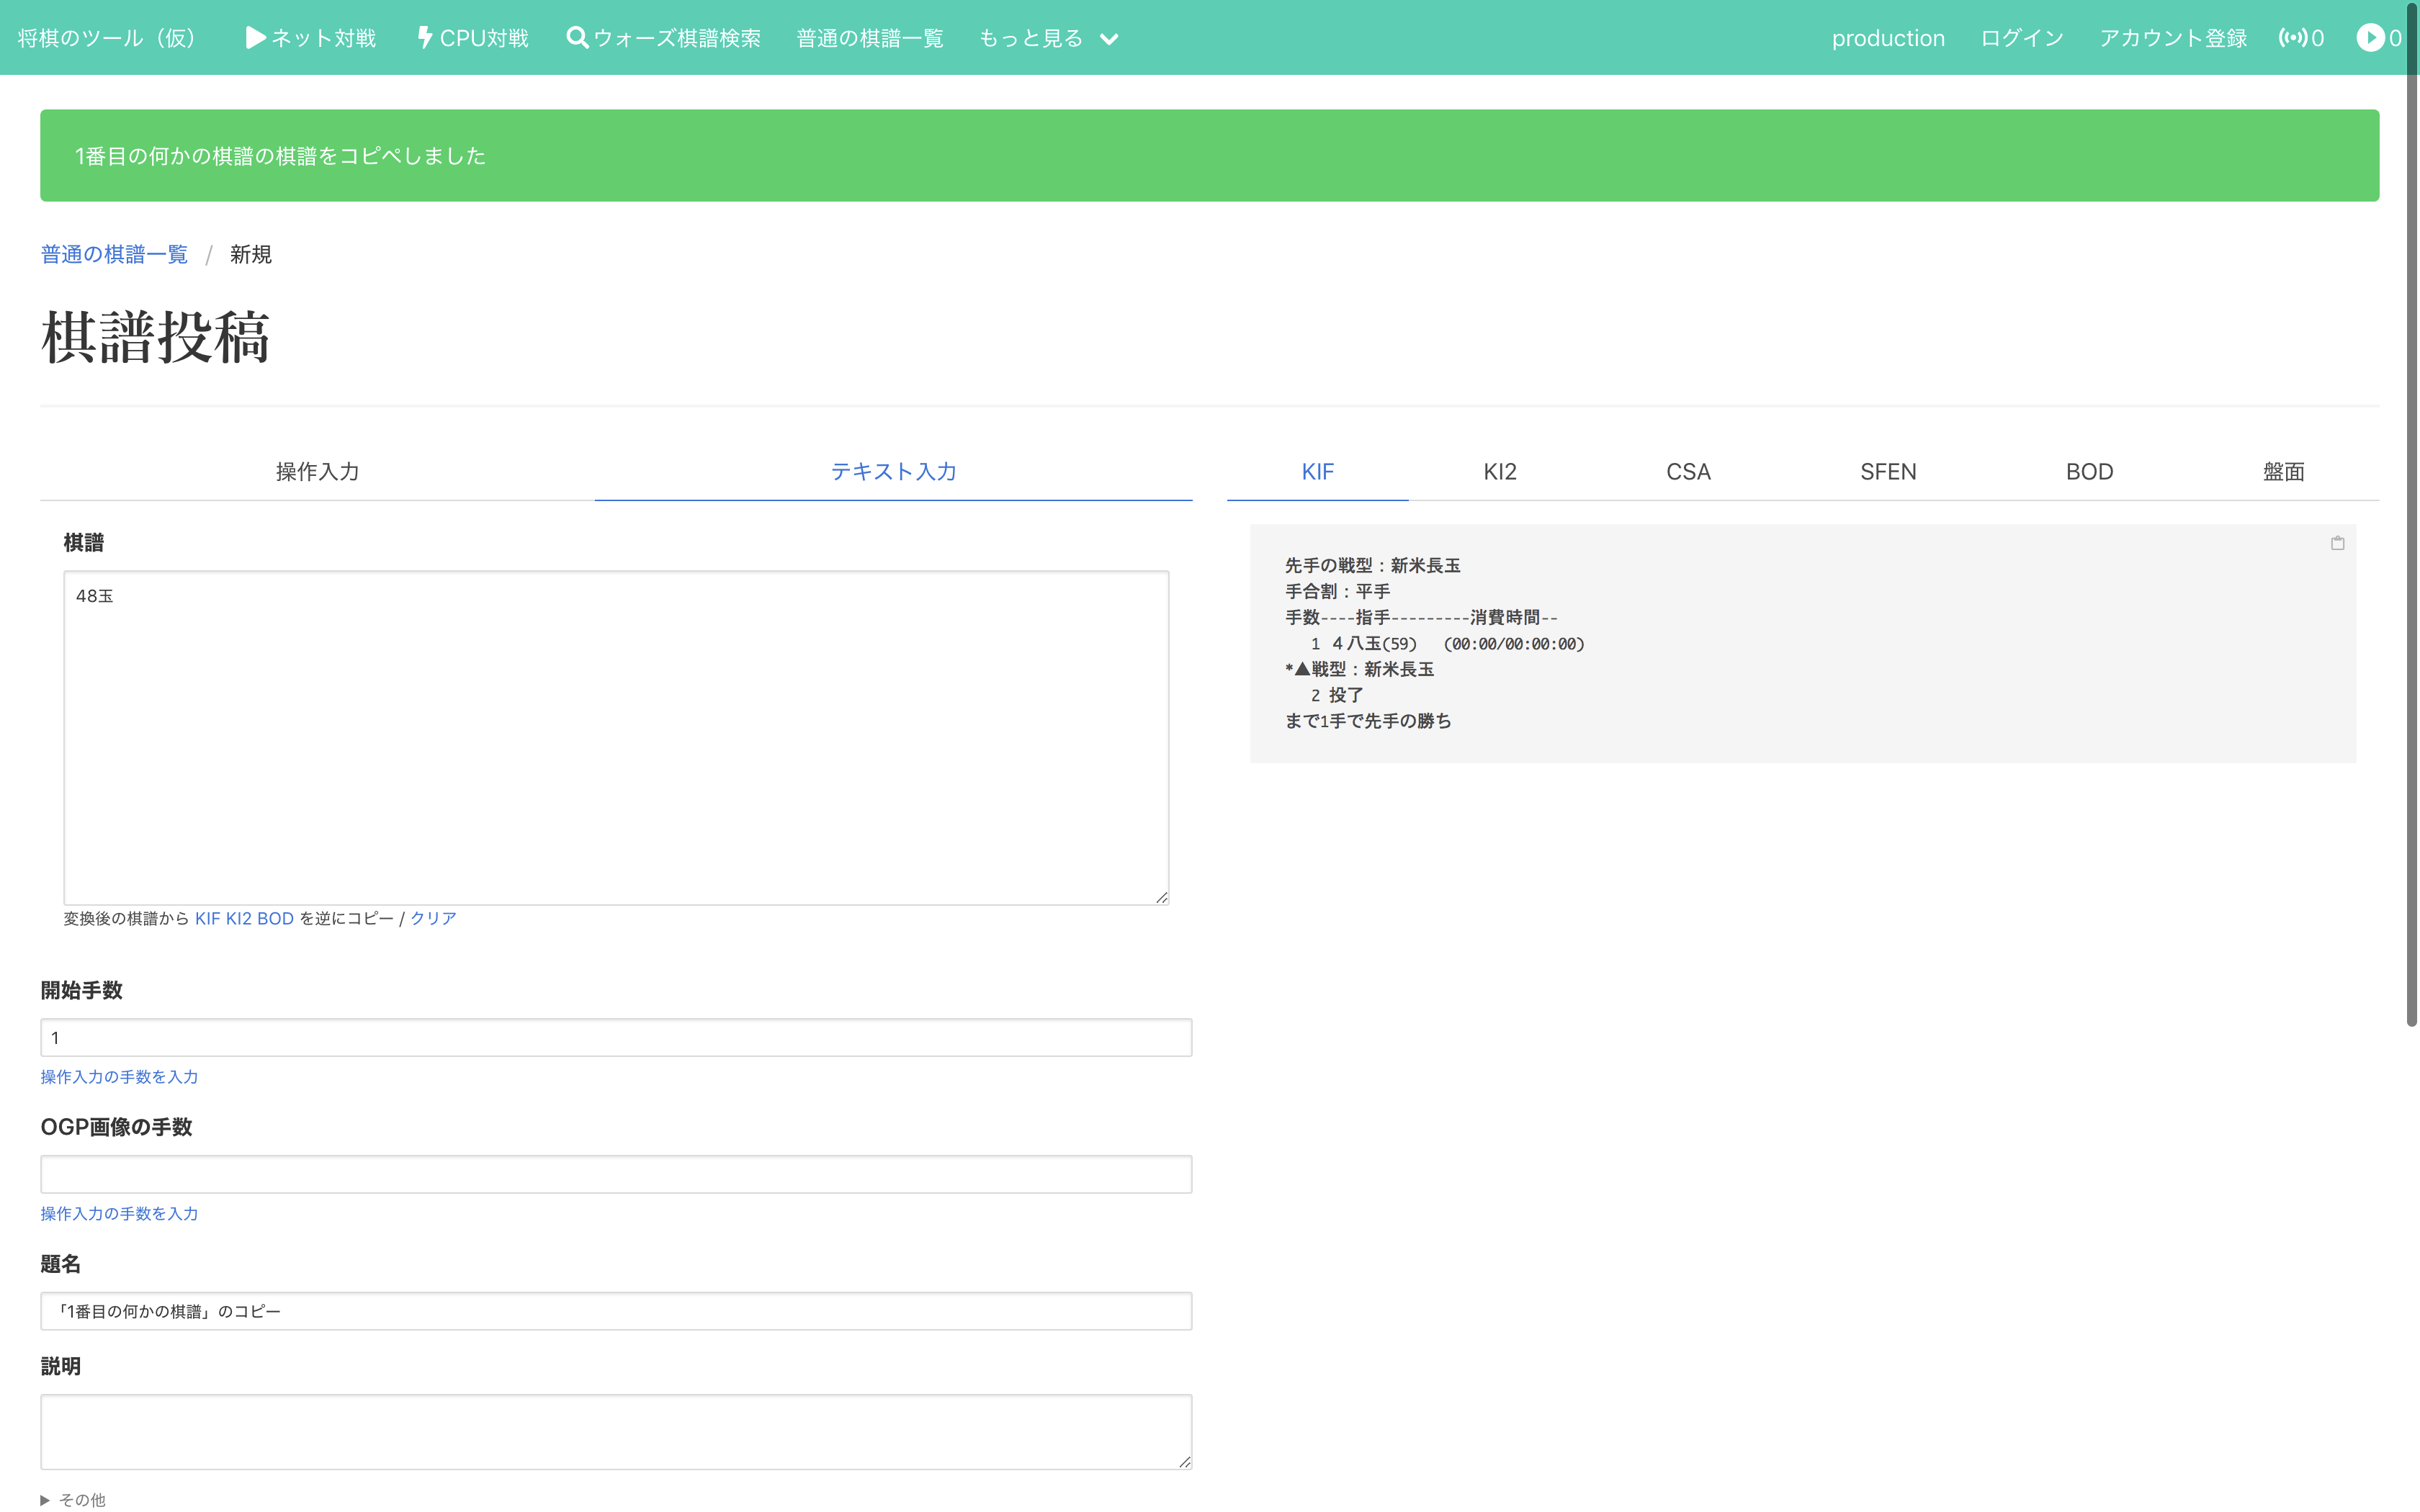 将棋のツール（仮） ネット対戦 CPU対戦 ウォーズ棋譜検索 普通の棋譜一覧 もっと見る production ログイン アカウント登録 0 0
1番目の何かの棋譜の棋譜をコピペしました
普通の棋譜一覧 / 新規
棋譜投稿
操作入力 テキスト入力
棋譜
48玉
変換後の棋譜から KIF KI2 BOD を逆にコピー / クリア
開始手数
1
操作入力の手数を入力
OGP画像の手数
操作入力の手数を入力
題名
「1番目の何かの棋譜」のコピー
説明
▶ その他
KIF KI2 CSA SFEN BOD 盤面
先手の戦型：新米長玉
手合割：平手
手数----指手---------消費時間--
1 ４八玉(59) (00:00/00:00:00)
*▲戦型：新米長玉
2 投了
まで1手で先手の勝ち